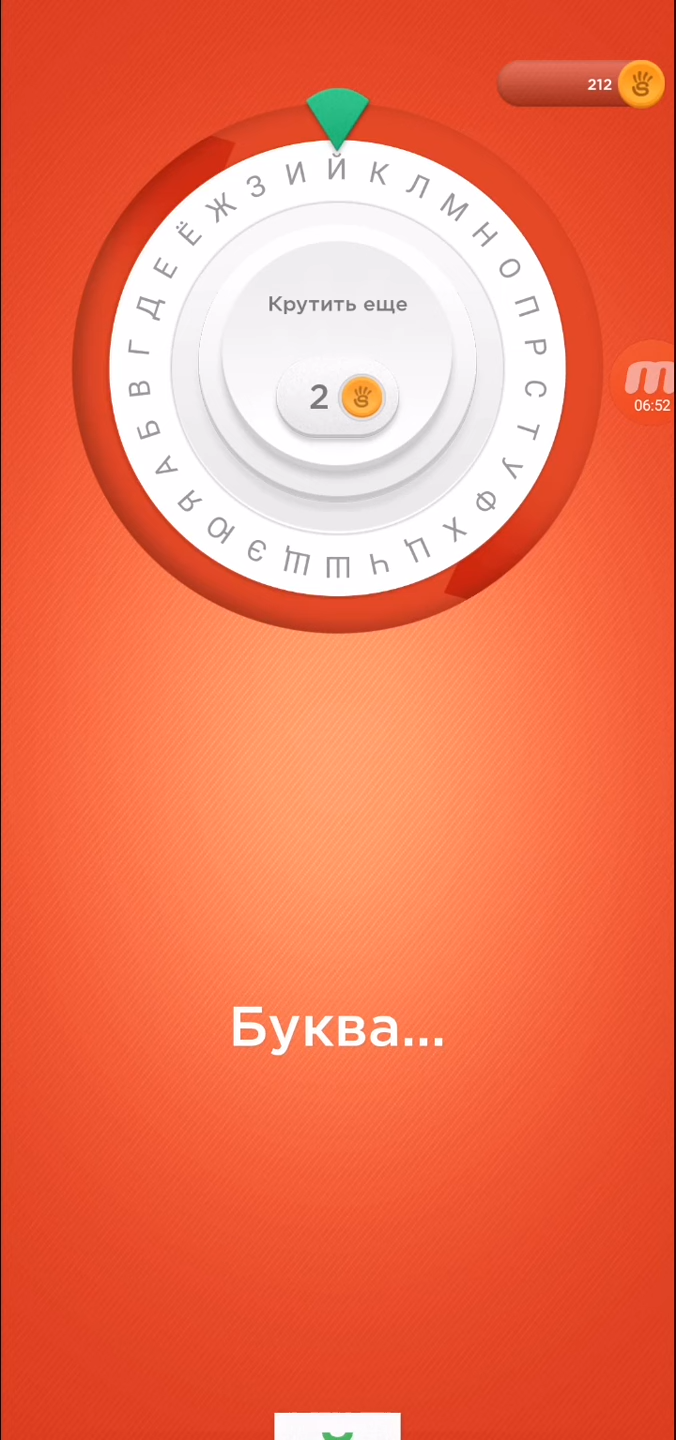 212
А Б В Г Д Е Ё Ж З И Й К Л М Н О П Р С Т У Ф Х Ц Ч Ш Щ Э Ю Я
Крутить еще
2
06:52
Буква...